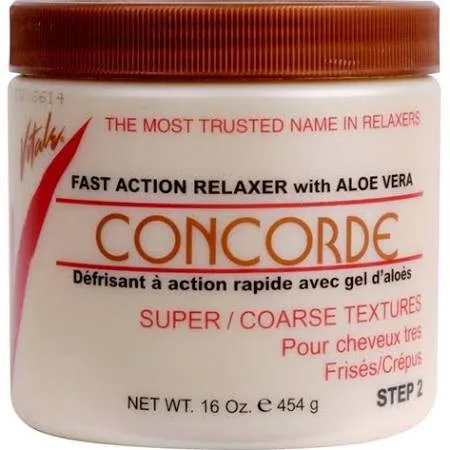 Vitale®
THE MOST TRUSTED NAME IN RELAXERS
FAST ACTION RELAXER with ALOE VERA
CONCORDE
Défrisant à action rapide avec gel d'aloès
SUPER / COARSE TEXTURES
Pour cheveux tres
Frisés/Crépus
STEP 2
NET WT. 16 Oz. e 454 g